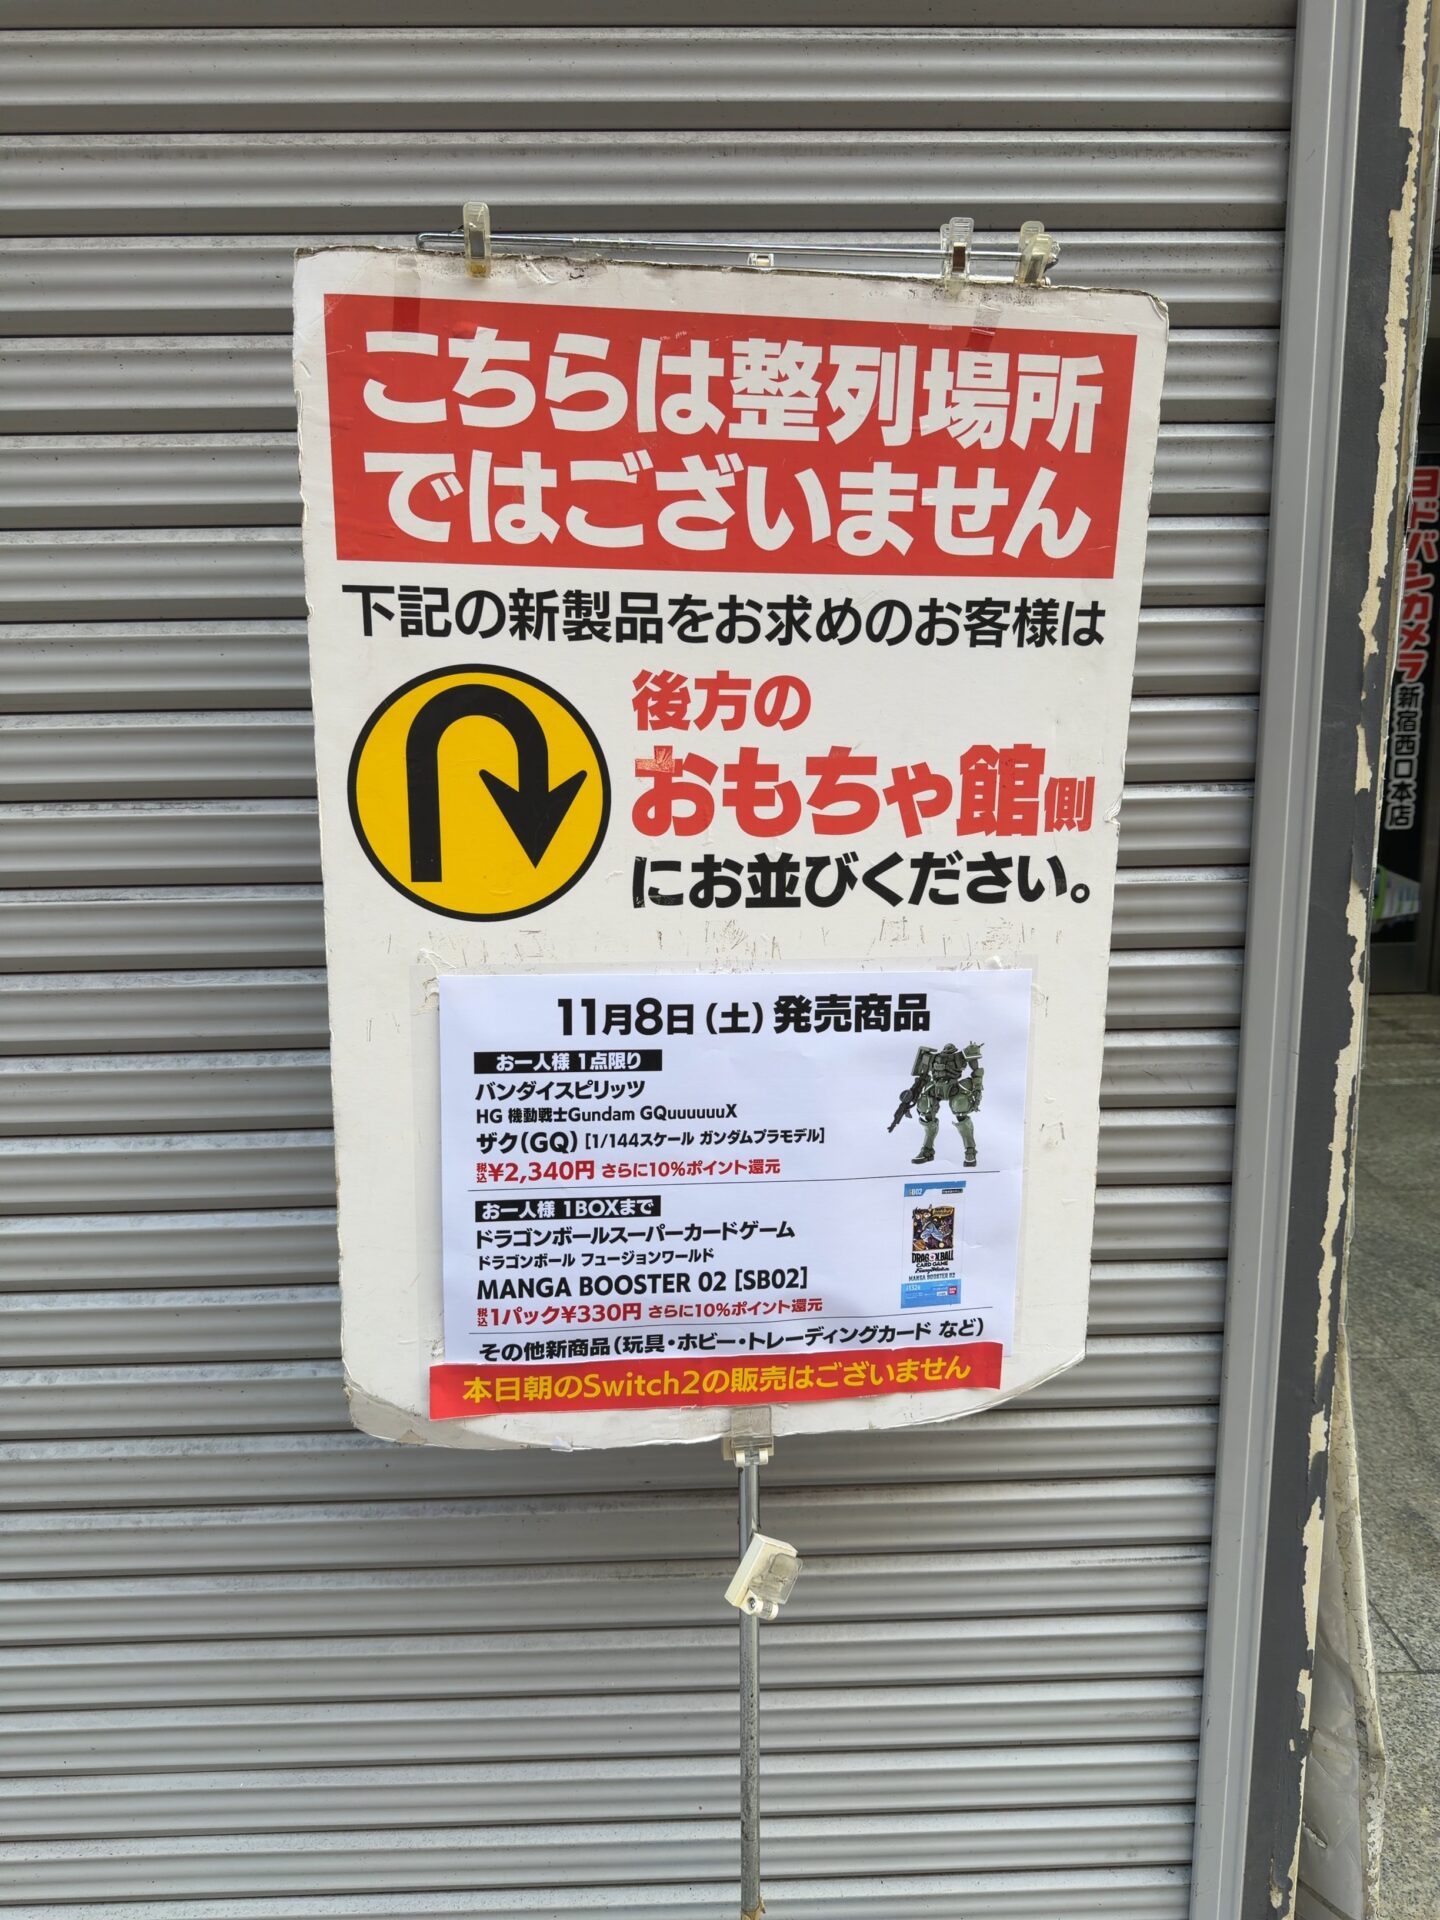 こちらは整列場所
ではございません
下記の新製品をお求めのお客様は
後方の
おもちゃ館側
にお並びください。
11月8日（土）発売商品
お一人様 1点限り
バンダイスピリッツ
HG 機動戦士Gundam GQuuuuuuX
ザク（GQ）［1/144スケール ガンダムプラモデル］
税込¥2,340円 さらに10%ポイント還元
お一人様 1BOXまで
ドラゴンボールスーパーカードゲーム
ドラゴンボール フュージョンワールド
MANGA BOOSTER 02［SB02］
税込1パック¥330円 さらに10%ポイント還元
その他新商品（玩具・ホビー・トレーディングカード など）
本日朝のSwitch2の販売はございません
SB02
DRAGONBALL
CARD GAME
MANGA BOOSTER 02
ヨドバシカメラ新宿西口本店